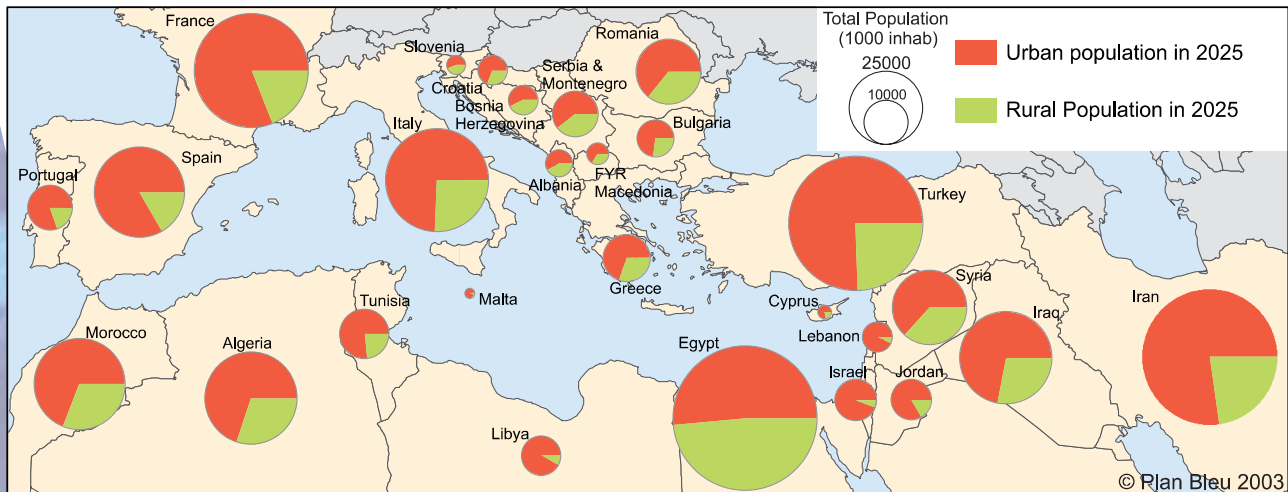 France
Slovenia
Romania
Croatia
Serbia &
Montenegro
Bosnia
Herzegovina
Italy
Bulgaria
Spain
Portugal
Albania
FYR
Macedonia
Turkey
Greece
Malta
Tunisia
Cyprus
Syria
Iran
Morocco
Algeria
Egypt
Lebanon
Iraq
Israel
Jordan
Libya
Total Population
(1000 inhab)
25000
10000
Urban population in 2025
Rural Population in 2025
© Plan Bleu 2003